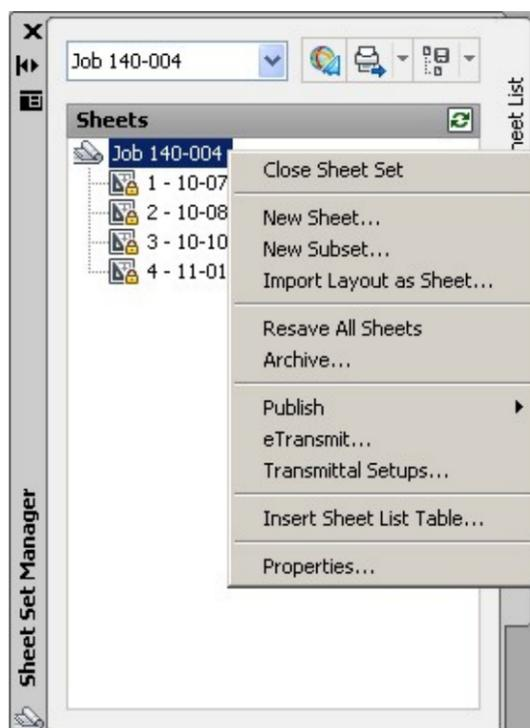 Job 140-004
Sheets
Job 140-004
1 - 10-07
2 - 10-08
3 - 10-10
4 - 11-01
Close Sheet Set
New Sheet...
New Subset...
Import Layout as Sheet...
Resave All Sheets
Archive...
Publish
eTransmit...
Transmittal Setups...
Insert Sheet List Table...
Properties...
Sheet Set Manager
heet List